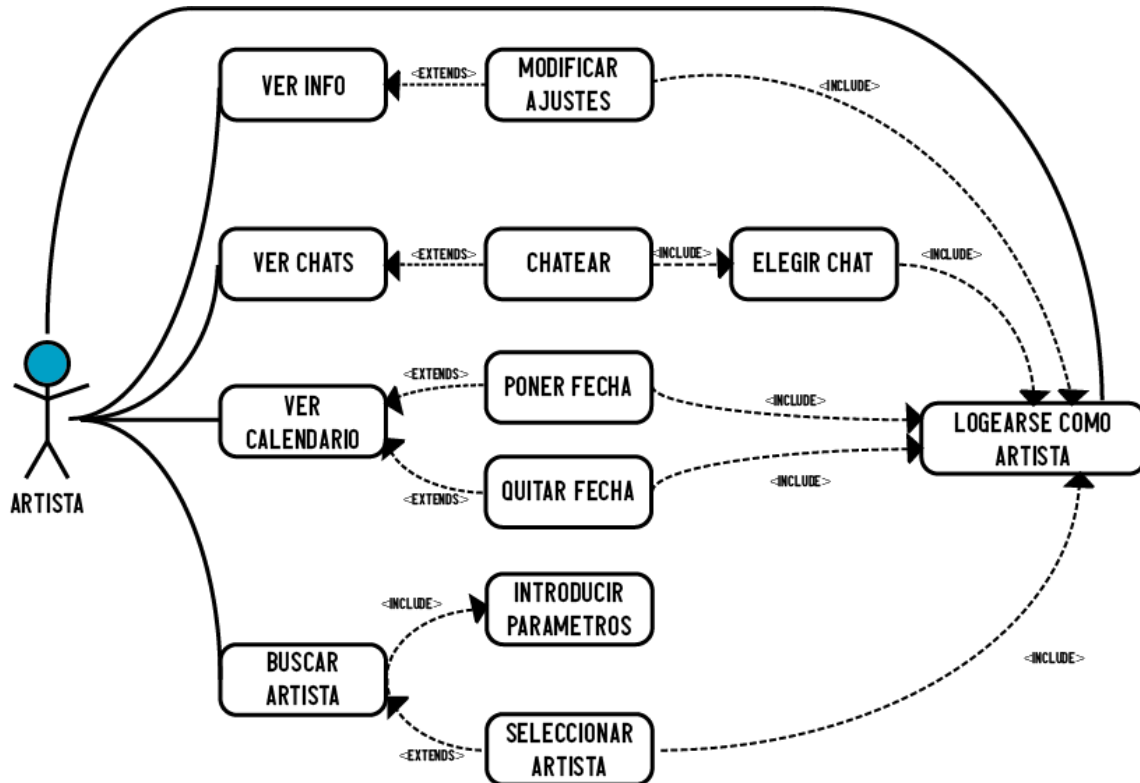 VER INFO
<EXTENDS>
MODIFICAR
AJUSTES
<INCLUDE>
VER CHATS
<EXTENDS>
CHATEAR
<INCLUDE>
ELEGIR CHAT
<INCLUDE>
ARTISTA
VER
CALENDARIO
<EXTENDS>
PONER FECHA
<INCLUDE>
<EXTENDS>
QUITAR FECHA
<INCLUDE>
LOGEARSE COMO
ARTISTA
BUSCAR
ARTISTA
<INCLUDE>
INTRODUCIR
PARAMETROS
<EXTENDS>
SELECCIONAR
ARTISTA
<INCLUDE>